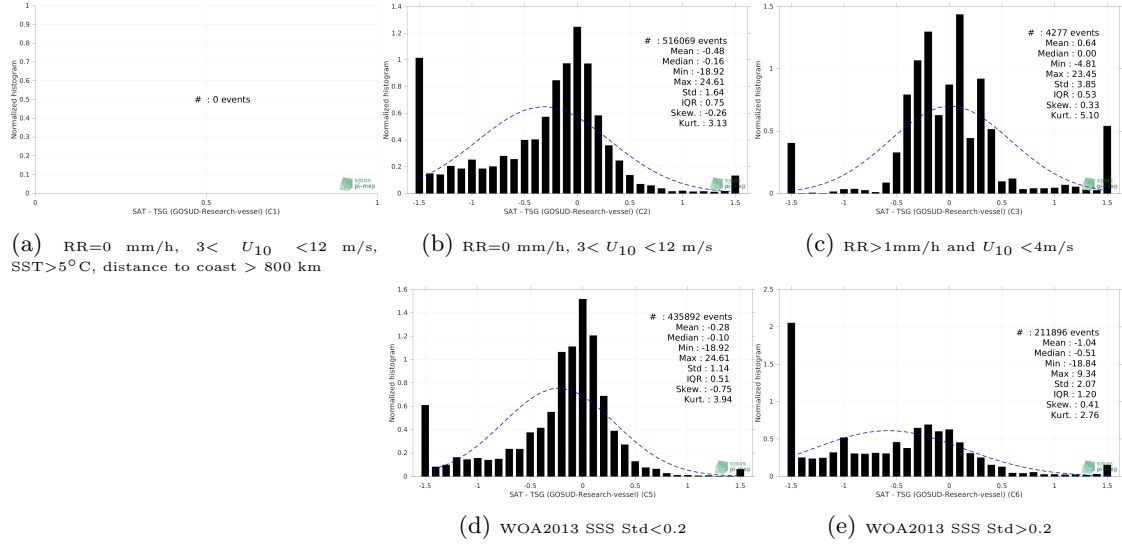 1
0.9
0.8
0.7
0.6
0.5
0.4
0.3
0.2
0.1
0
Normalized histogram
# : 0 events
smos
pi-mep
0 0.5 1
SAT - TSG (GOSUD-Research-vessel) (C1)
(a) RR=0 mm/h, 3< U10 <12 m/s,
SST>5°C, distance to coast > 800 km
1.4
1.2
1
0.8
0.6
0.4
0.2
0
Normalized histogram
# : 516069 events
Mean : -0.48
Median : -0.16
Min : -18.92
Max : 24.61
Std : 1.64
IQR : 0.75
Skew. : -0.26
Kurt. : 3.13
smos
pi-mep
-1.5 -1 -0.5 0 0.5 1 1.5
SAT - TSG (GOSUD-Research-vessel) (C2)
(b) RR=0 mm/h, 3< U10 <12 m/s
1.5
1
0.5
0
Normalized histogram
# : 4277 events
Mean : 0.64
Median : 0.00
Min : -4.81
Max : 23.45
Std : 3.85
IQR : 0.53
Skew. : 0.33
Kurt. : 5.10
smos
pi-mep
-1.5 -1 -0.5 0 0.5 1 1.5
SAT - TSG (GOSUD-Research-vessel) (C3)
(c) RR>1mm/h and U10 <4m/s
1.6
1.4
1.2
1
0.8
0.6
0.4
0.2
0
Normalized histogram
# : 435892 events
Mean : -0.28
Median : -0.10
Min : -18.92
Max : 24.61
Std : 1.14
IQR : 0.51
Skew. : -0.75
Kurt. : 3.94
smos
pi-mep
-1.5 -1 -0.5 0 0.5 1 1.5
SAT - TSG (GOSUD-Research-vessel) (C5)
(d) WOA2013 SSS Std<0.2
2.5
2
1.5
1
0.5
0
Normalized histogram
# : 211896 events
Mean : -1.04
Median : -0.51
Min : -18.84
Max : 9.34
Std : 2.07
IQR : 1.20
Skew. : 0.41
Kurt. : 2.76
smos
pi-mep
-1.5 -1 -0.5 0 0.5 1 1.5
SAT - TSG (GOSUD-Research-vessel) (C6)
(e) WOA2013 SSS Std>0.2